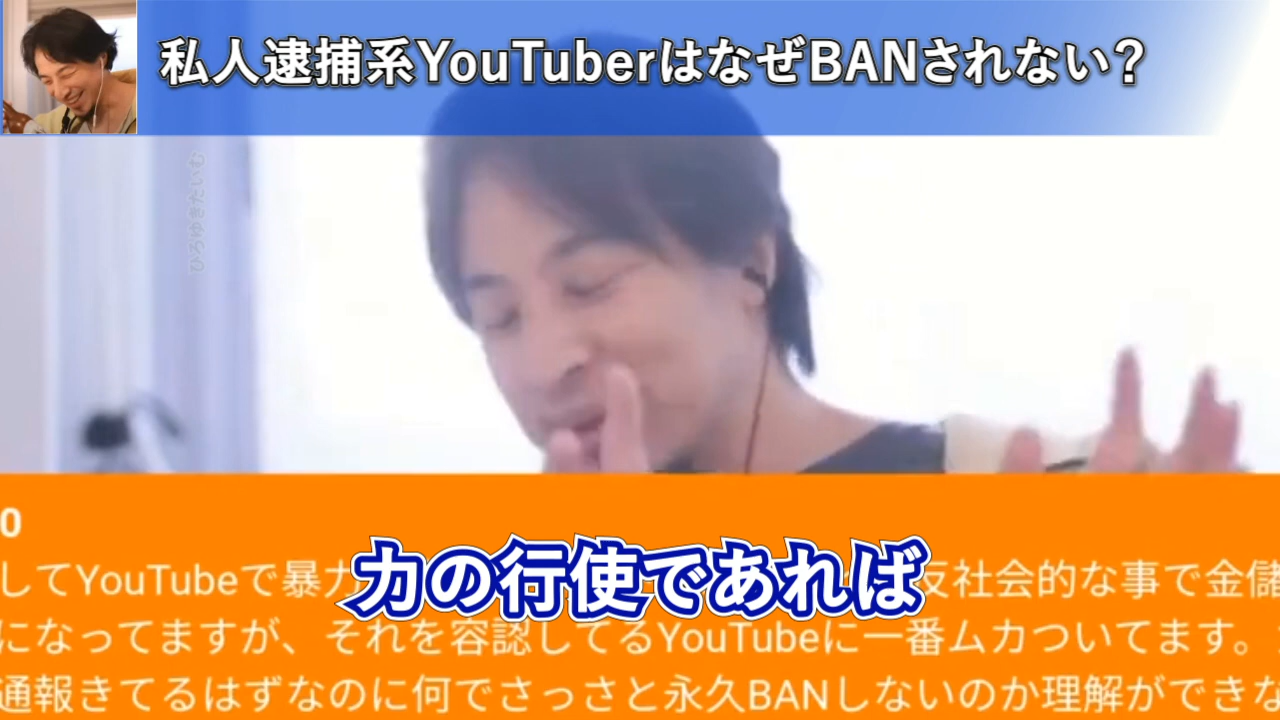 私人逮捕系YouTuberはなぜBANされない？
ひろゆきたいむ
力の行使であれば
0
してYouTubeで暴力 反社会的な事で金儲
になってますが、それを容認してるYouTubeに一番ムカついてます。
通報きてるはずなのに何でさっさと永久BANしないのか理解ができな